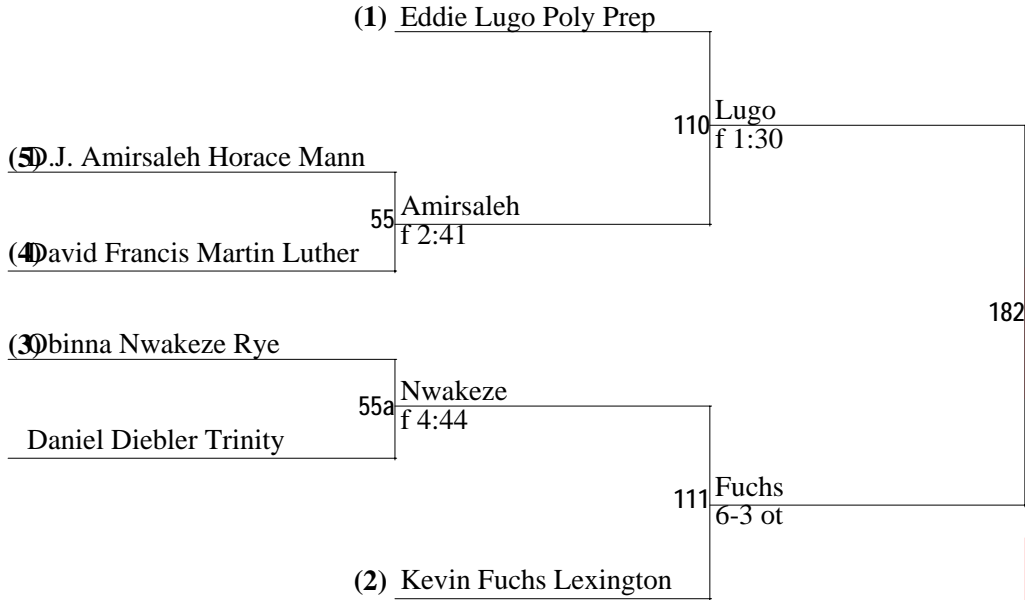 (1) Eddie Lugo Poly Prep
110 Lugo
f 1:30
(5) D.J. Amirsaleh Horace Mann
55 Amirsaleh
f 2:41
(4) David Francis Martin Luther
182
(3) Obinna Nwakeze Rye
55a Nwakeze
f 4:44
Daniel Diebler Trinity
111 Fuchs
6-3 ot
(2) Kevin Fuchs Lexington